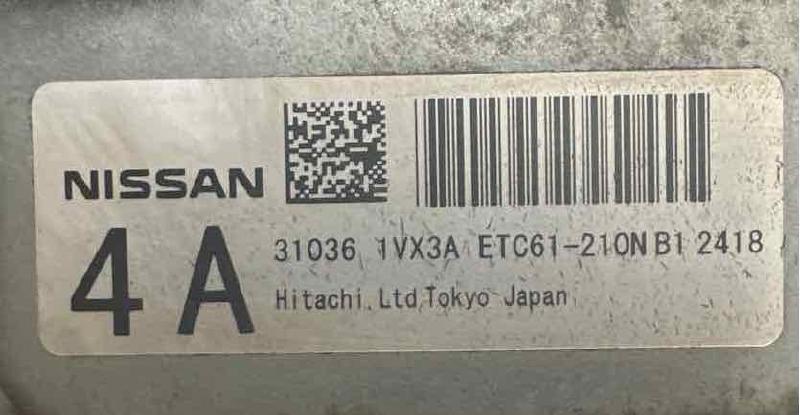 NISSAN
4 A
31036 1VX3A ETC61-210N B1 2418
Hitachi. Ltd,Tokyo Japan